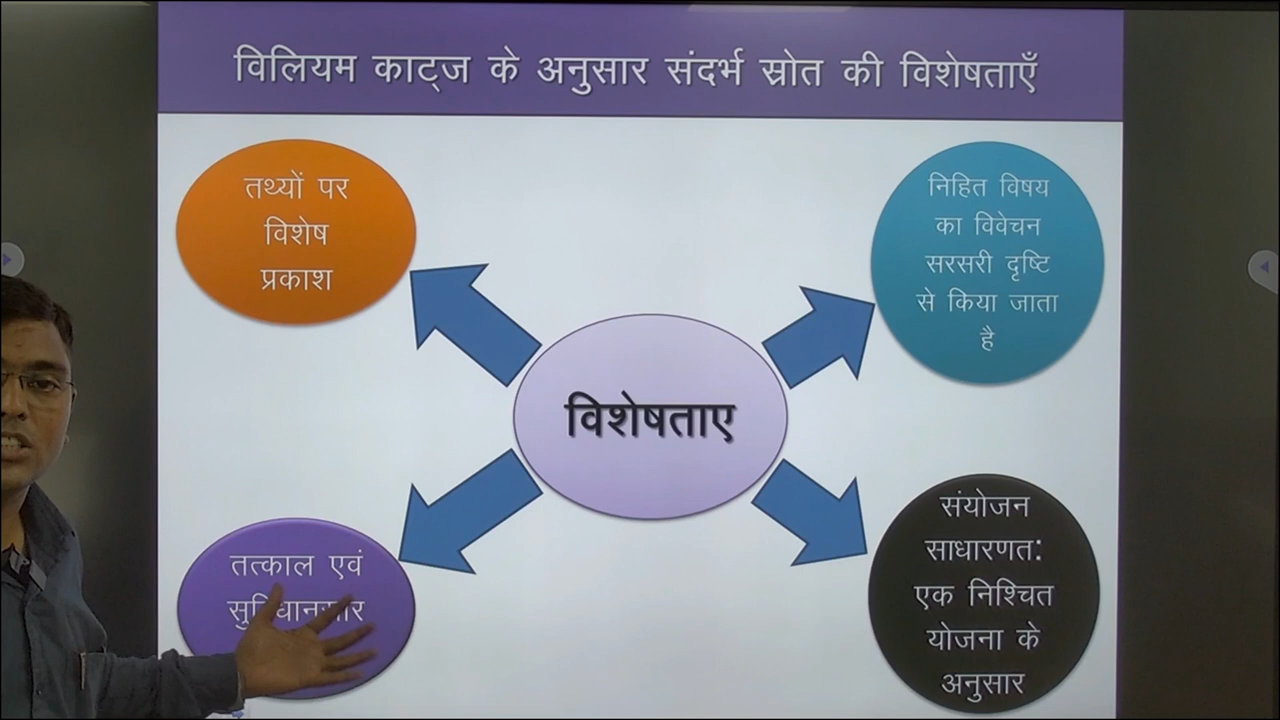 विलियम काट्ज के अनुसार संदर्भ स्रोत की विशेषताएँ
तथ्यों पर
विशेष
प्रकाश
निहित विषय
का विवेचन
सरसरी दृष्टि
से किया जाता
है
विशेषताए
तत्काल एवं
संयोजन
साधारणत:
एक निश्चित
योजना के
अनुसार